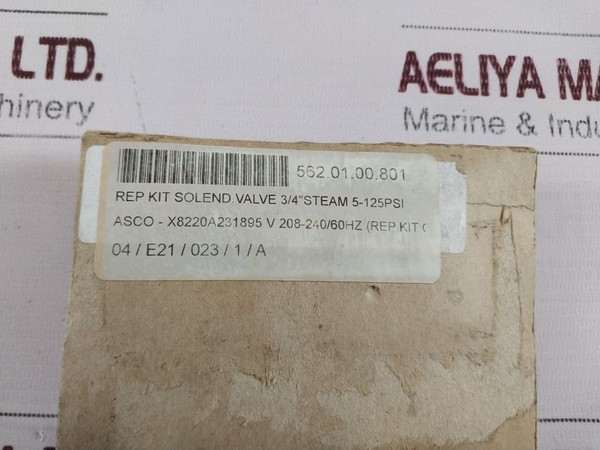 LTD.
AELIYA MA
chinery
Marine & Indu
562.01.00.801
REP KIT SOLEND.VALVE 3/4"STEAM 5-125PSI
ASCO - X8220A231895 V 208-240/60HZ (REP KIT
04 / E21 / 023 / 1 / A